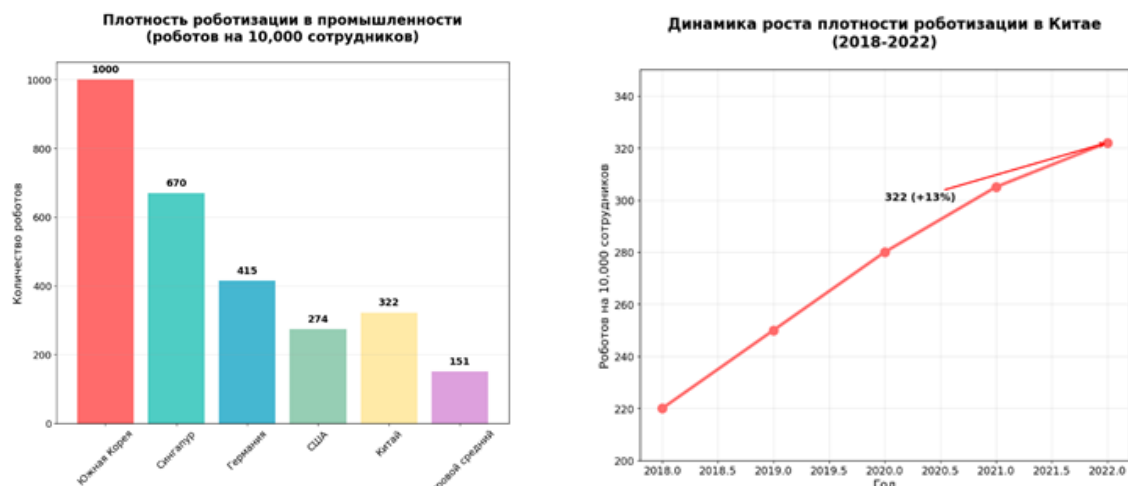 Плотность роботизации в промышленности
(роботов на 10,000 сотрудников)
Количество роботов
1000
800
600
400
200
0
1000
670
415
274
322
151
Южная Корея
Сингапур
Германия
США
Китай
ровой средний
Динамика роста плотности роботизации в Китае
(2018-2022)
Роботов на 10,000 сотрудников
340
320
300
280
260
240
220
200
322 (+13%)
2018.0
2018.5
2019.0
2019.5
2020.0
2020.5
2021.0
2021.5
2022.0
Год